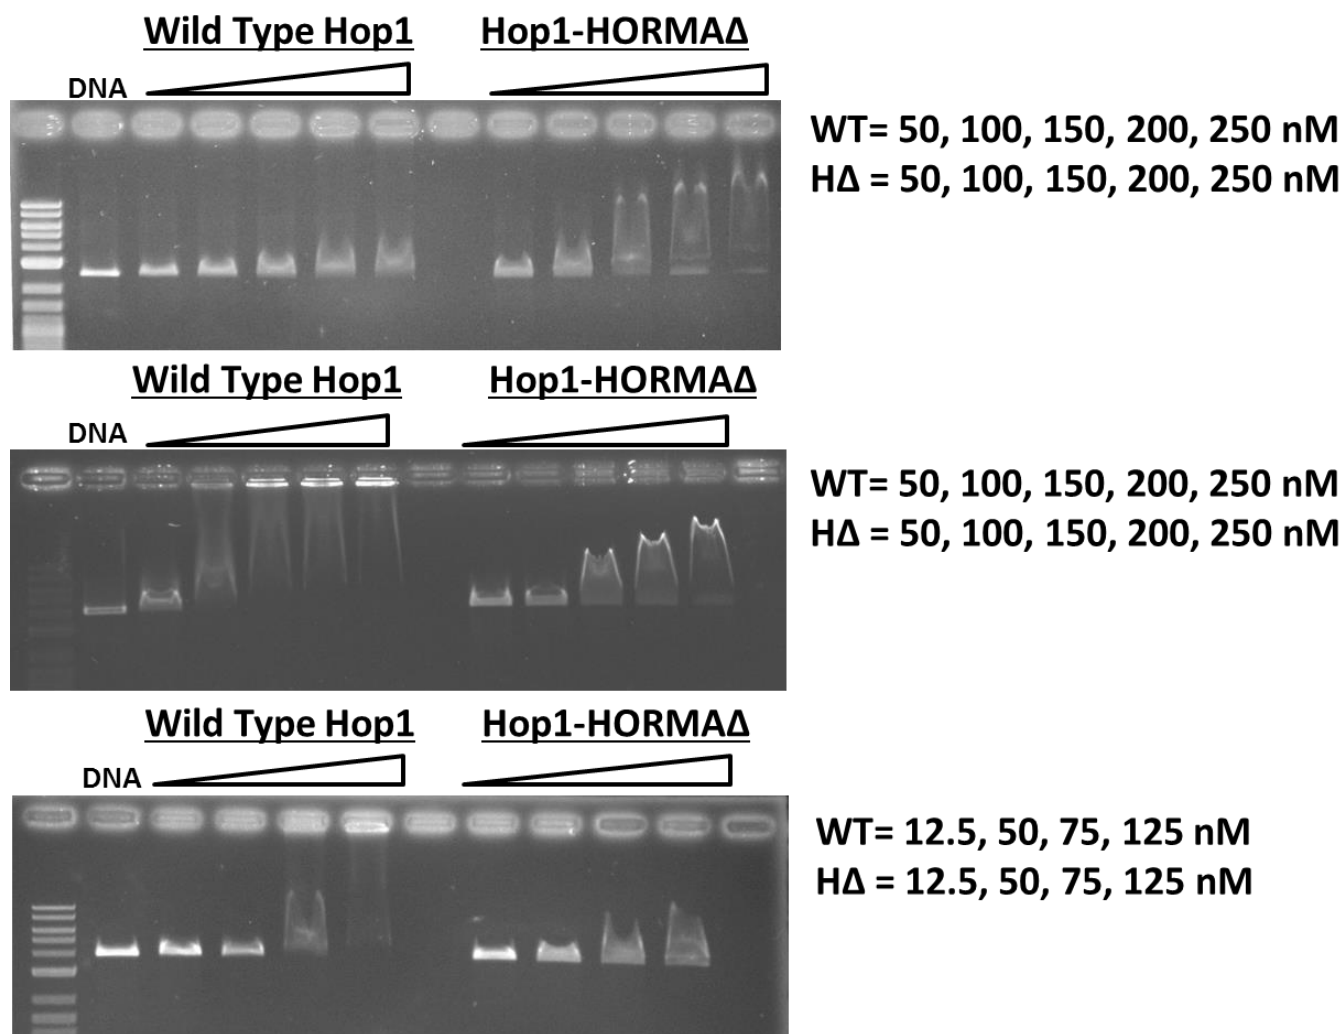 Wild Type Hop1 Hop1-HORMAΔ
DNA
WT= 50, 100, 150, 200, 250 nM
HΔ = 50, 100, 150, 200, 250 nM
Wild Type Hop1 Hop1-HORMAΔ
DNA
WT= 50, 100, 150, 200, 250 nM
HΔ = 50, 100, 150, 200, 250 nM
Wild Type Hop1 Hop1-HORMAΔ
DNA
WT= 12.5, 50, 75, 125 nM
HΔ = 12.5, 50, 75, 125 nM